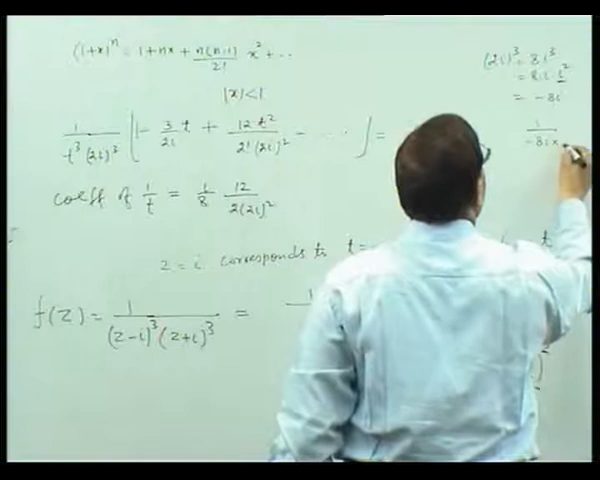 (1+x)^n = 1 + nx + n(n-1)/2! x^2 + ...
|x| < 1
1/(t^3 (2i)^3) [1 - 3/2i t + 12 t^2/(2! (2i)^2) - ... ] =
coeff of 1/t = 1/8 12/(2(2i)^2)
z = i corresponds to t =
f(z) = 1/((z-i)^3 (z+i)^3) =
(2i)^3 = 8 i^3
= 8i i^2
= -8i
1/(-8i x